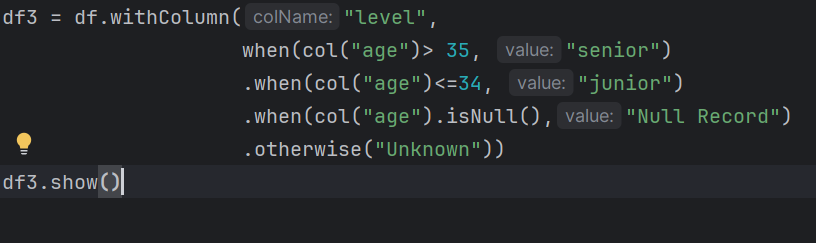 df3 = df.withColumn( colName: "level",
when(col("age")> 35, value: "senior")
.when(col("age")<=34, value: "junior")
.when(col("age").isNull(), value: "Null Record")
.otherwise("Unknown"))
df3.show()